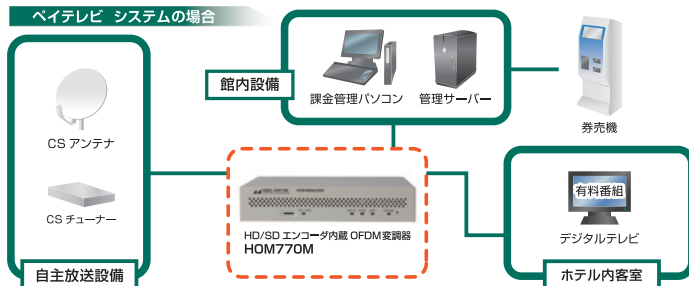 ペイテレビ システムの場合
館内設備
課金管理パソコン
管理サーバー
券売機
CS アンテナ
CS チューナー
自主放送設備
HD/SD エンコーダ内蔵 OFDM変調器
HOM770M
有料番組
デジタルテレビ
ホテル内客室